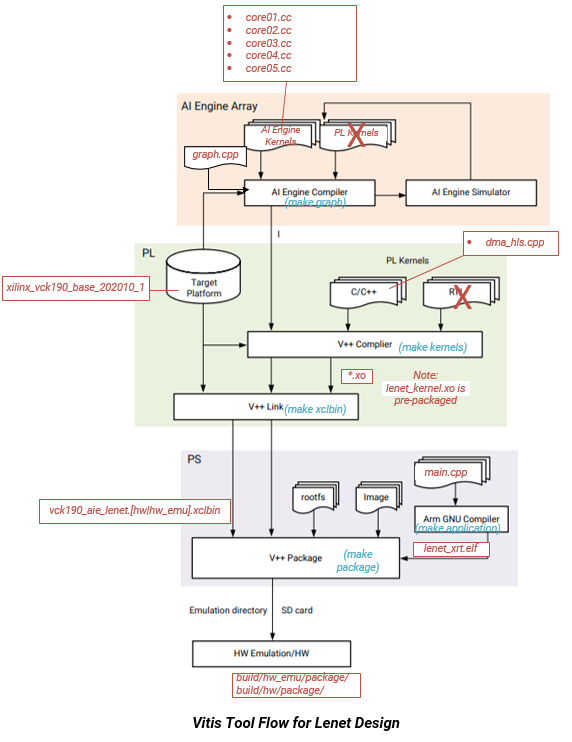 core01.cc
core02.cc
core03.cc
core04.cc
core05.cc
AI Engine Array
AI Engine
Kernels
PL Kernels
graph.cpp
AI Engine Compiler
(make graph)
AI Engine Simulator
I
PL
dma_hls.cpp
PL Kernels
Target
Platform
xilinx_vck190_base_202010_1
C/C++
RTL
V++ Complier
(make kernels)
*.xo
Note:
lenet_kernel.xo is
pre-packaged
V++ Link
(make xclbin)
PS
main.cpp
rootfs
Image
vck190_aie_lenet.[hw|hw_emu].xclbin
Arm GNU Compiler
(make application)
lenet_xrt.elf
V++ Package
(make
package)
Emulation directory
SD card
HW Emulation/HW
build/hw_emu/package/
build/hw/package/
Vitis Tool Flow for Lenet Design